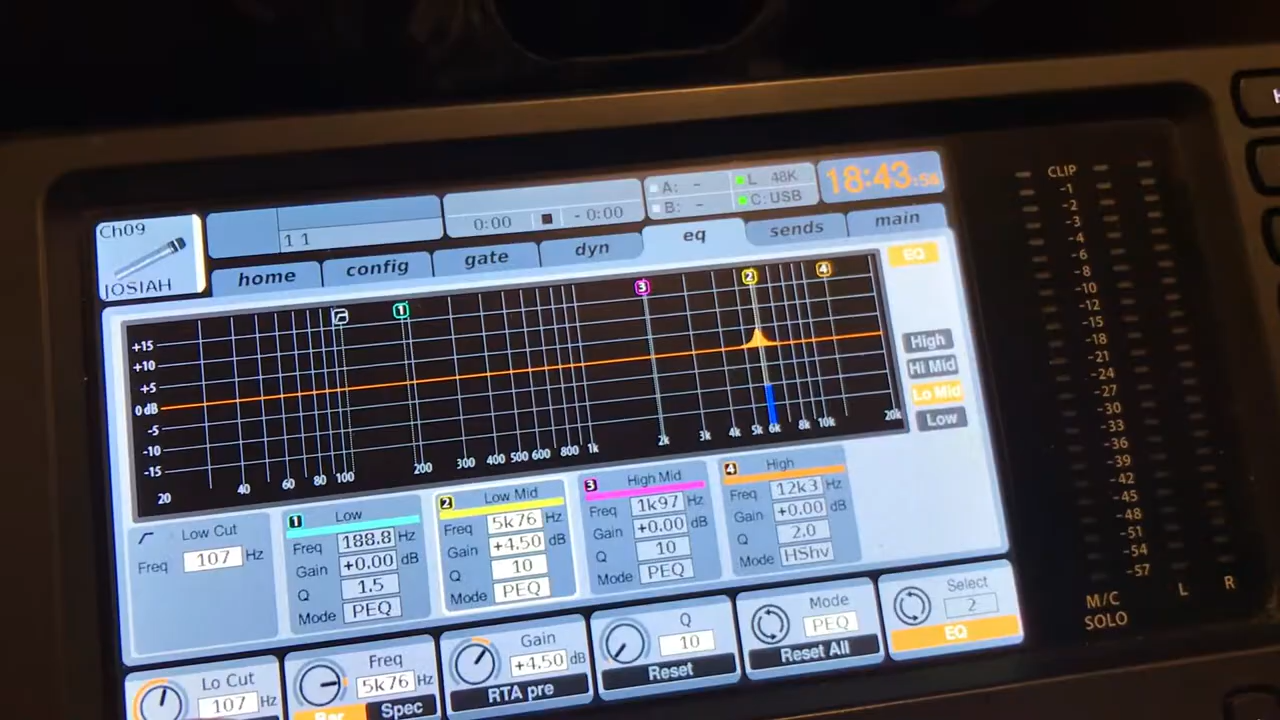 Ch09
JOSIAH
1 1
0:00 - 0:00
A: -
B: -
L 48K
C: USB
18:43:58
home config gate dyn eq sends main
EQ
3 2 4
1
+15
+10
+5
0 dB
-5
-10
-15
20 40 60 80 100 200 300 400 500 600 800 1k 2k 3k 4k 5k 6k 8k 10k 20k
High
Hi Mid
Lo Mid
Low
Low Cut
Freq 107 Hz
1 Low
Freq 188.8 Hz
Gain +0.00 dB
Q 1.5
Mode PEQ
2 Low Mid
Freq 5k76 Hz
Gain +4.50 dB
Q 10
Mode PEQ
3 High Mid
Freq 1k97 Hz
Gain +0.00 dB
Q 10
Mode PEQ
4 High
Freq 12k3 Hz
Gain +0.00 dB
Q 2.0
Mode HShv
Lo Cut
107 Hz
Freq
5k76 Hz
Bar Spec
Gain
+4.50 dB
RTA pre
Q
10
Reset
Mode
PEQ
Reset All
Select
2
EQ
CLIP
-1
-2
-3
-4
-6
-8
-10
-12
-15
-18
-21
-24
-27
-30
-33
-36
-39
-42
-45
-48
-51
-54
-57
M/C L R
SOLO